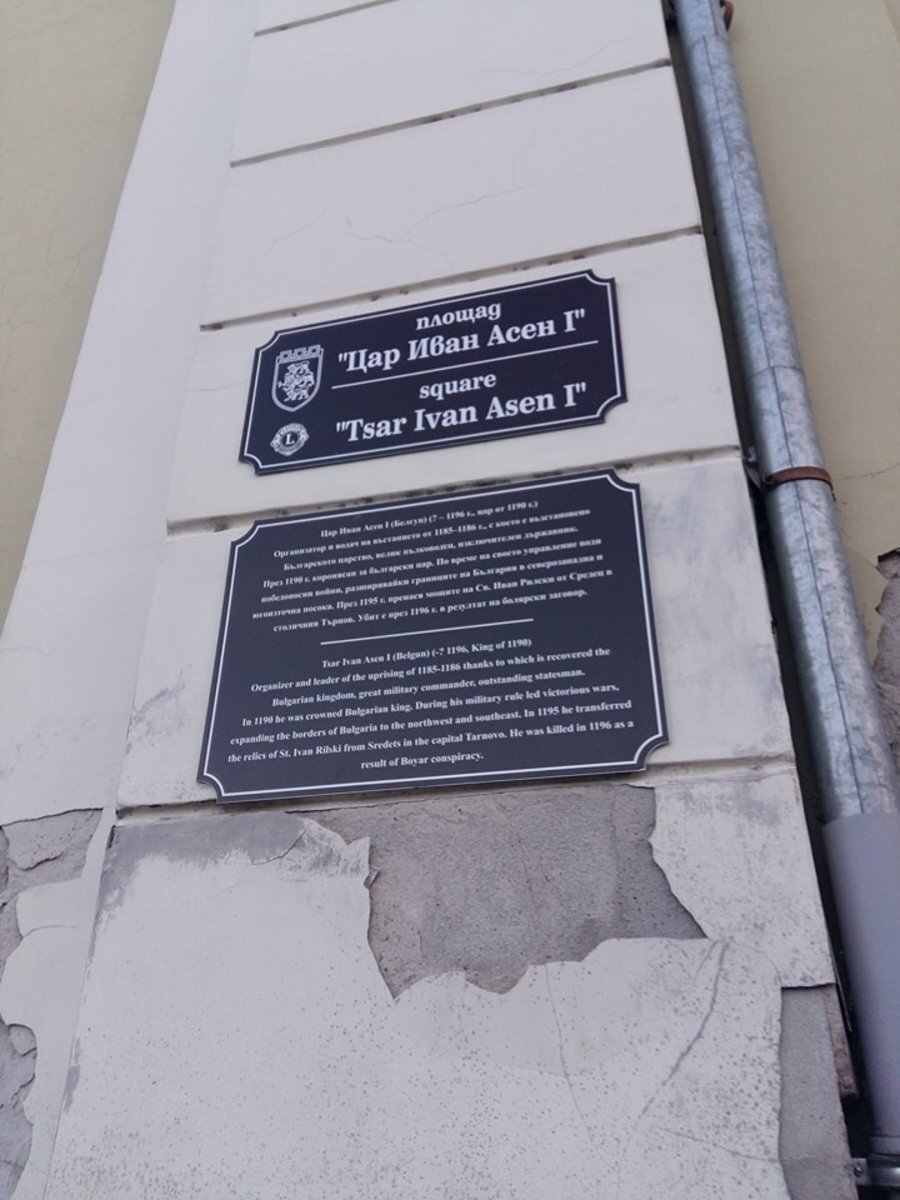 площад
"Цар Иван Асен I"
square
"Tsar Ivan Asen I"
L
Цар Иван Асен I (Белгун) (? – 1196 г., цар от 1190 г.)
Организатор и водач на въстанието от 1185–1186 г., с което е възстановено
Българското царство, велик пълководец, изключителен държавник.
През 1190 г. коронясан за български цар. По време на своето управление води
победоносни войни, разширявайки границите на България в северозападна и
югоизточна посока. През 1195 г. пренася мощите на Св. Иван Рилски от Средец в
столичния Търнов. Убит е през 1196 г. в резултат на болярски заговор.
Tsar Ivan Asen I (Belgun) (-? 1196, King of 1190)
Organizer and leader of the uprising of 1185-1186 thanks to which is recovered the
Bulgarian kingdom, great military commander, outstanding statesman.
In 1190 he was crowned Bulgarian king. During his military rule led victorious wars,
expanding the borders of Bulgaria to the northwest and southeast. In 1195 he transferred
the relics of St. Ivan Rilski from Sredets in the capital Tarnovo. He was killed in 1196 as a
result of Boyar conspiracy.